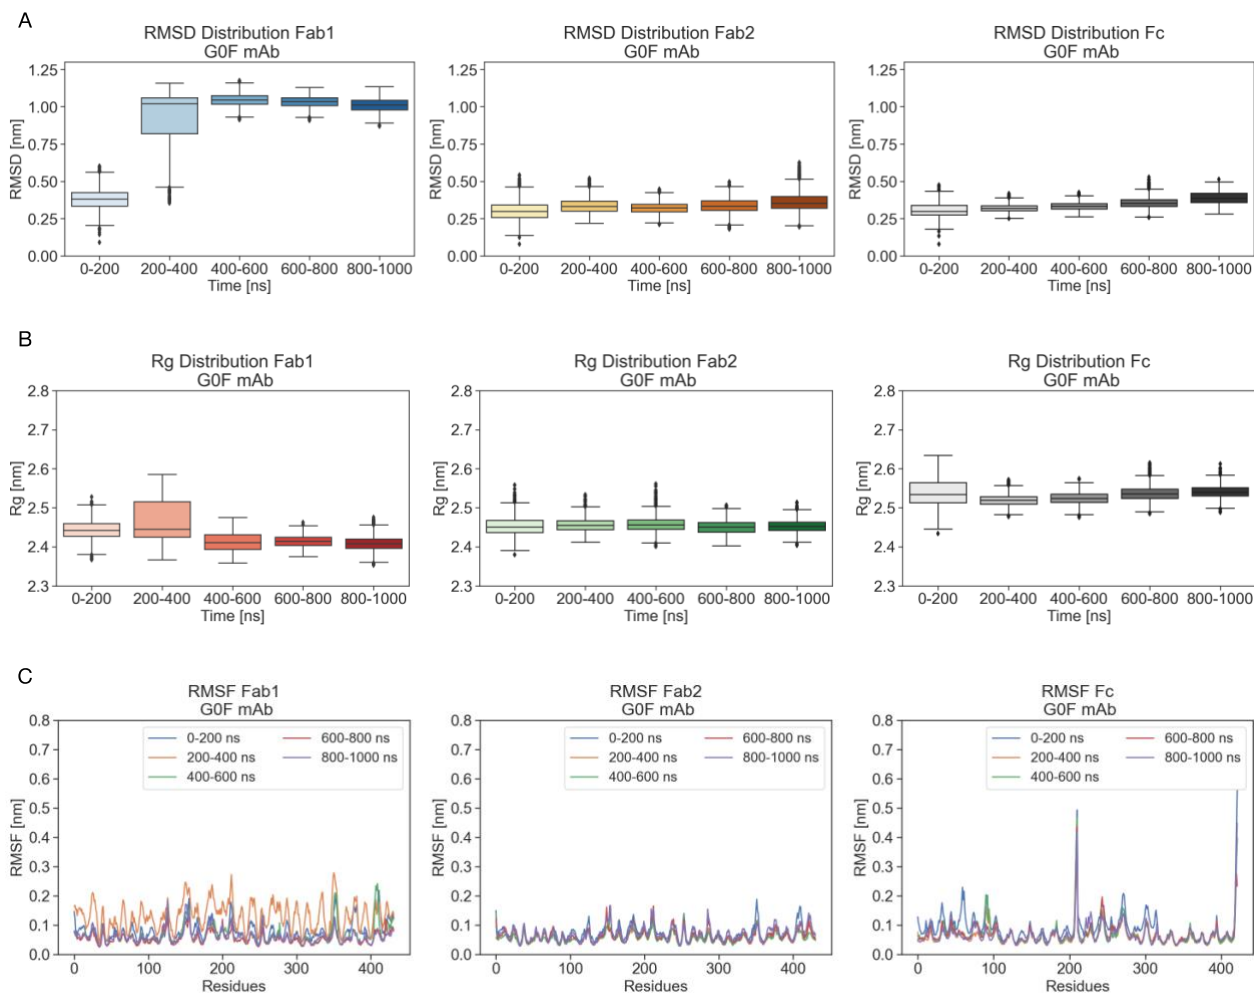 A
RMSD Distribution Fab1
G0F mAb
RMSD [nm]
1.25
1.00
0.75
0.50
0.25
0.00
0-200 200-400 400-600 600-800 800-1000
Time [ns]
RMSD Distribution Fab2
G0F mAb
RMSD [nm]
1.25
1.00
0.75
0.50
0.25
0.00
0-200 200-400 400-600 600-800 800-1000
Time [ns]
RMSD Distribution Fc
G0F mAb
RMSD [nm]
1.25
1.00
0.75
0.50
0.25
0.00
0-200 200-400 400-600 600-800 800-1000
Time [ns]
B
Rg Distribution Fab1
G0F mAb
Rg [nm]
2.8
2.7
2.6
2.5
2.4
2.3
0-200 200-400 400-600 600-800 800-1000
Time [ns]
Rg Distribution Fab2
G0F mAb
Rg [nm]
2.8
2.7
2.6
2.5
2.4
2.3
0-200 200-400 400-600 600-800 800-1000
Time [ns]
Rg Distribution Fc
G0F mAb
Rg [nm]
2.8
2.7
2.6
2.5
2.4
2.3
0-200 200-400 400-600 600-800 800-1000
Time [ns]
C
RMSF Fab1
G0F mAb
RMSF [nm]
0.8
0.7
0.6
0.5
0.4
0.3
0.2
0.1
0.0
0-200 ns 600-800 ns
200-400 ns 800-1000 ns
400-600 ns
0 100 200 300 400
Residues
RMSF Fab2
G0F mAb
RMSF [nm]
0.8
0.7
0.6
0.5
0.4
0.3
0.2
0.1
0.0
0-200 ns 600-800 ns
200-400 ns 800-1000 ns
400-600 ns
0 100 200 300 400
Residues
RMSF Fc
G0F mAb
RMSF [nm]
0.8
0.7
0.6
0.5
0.4
0.3
0.2
0.1
0.0
0-200 ns 600-800 ns
200-400 ns 800-1000 ns
400-600 ns
0 100 200 300 400
Residues